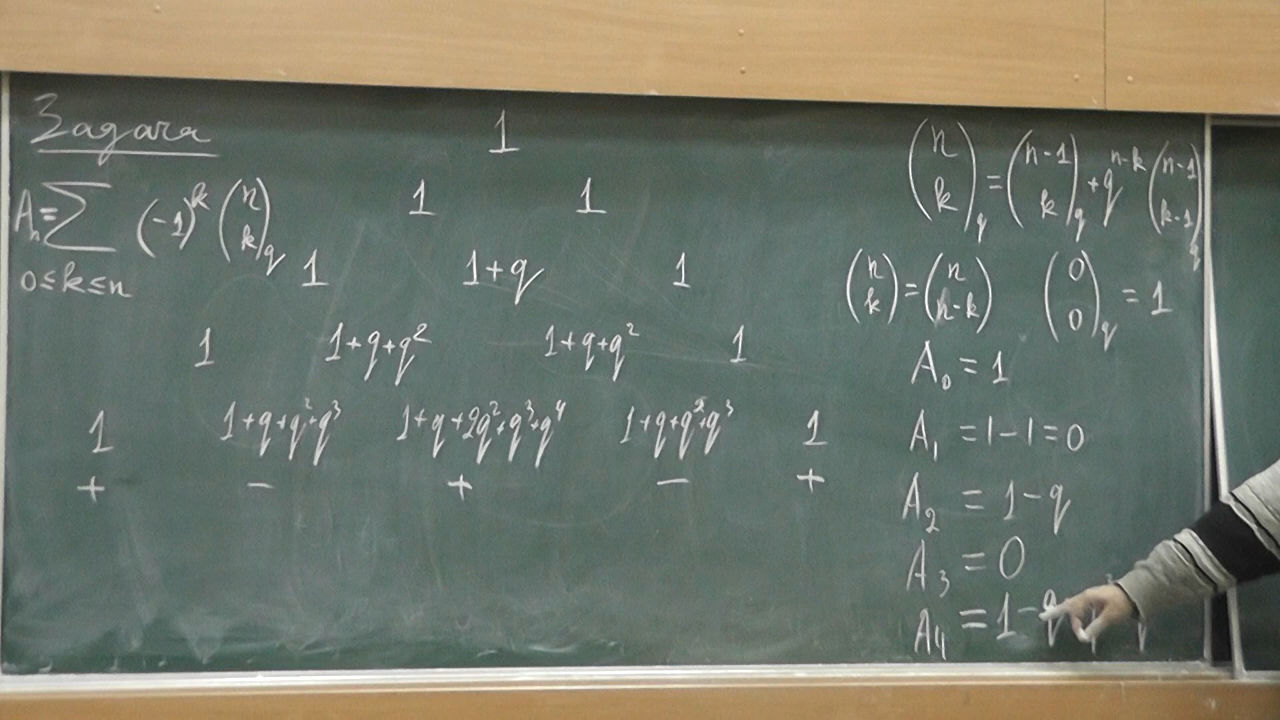 Задача
1
A_n = ∑_{0≤k≤n} (-1)^k (n k)_q
1 1
1 1+q 1
1 1+q+q² 1+q+q² 1
1 1+q+q²+q³ 1+q+2q²+q³+q⁴ 1+q+q²+q³ 1
+ − + − +
(n k)_q = (n-1 k)_q + q^{n-k} (n-1 k-1)_q
(n k) = (n n-k) (0 0)_q = 1
A₀ = 1
A₁ = 1-1 = 0
A₂ = 1-q
A₃ = 0
A₄ = 1-q